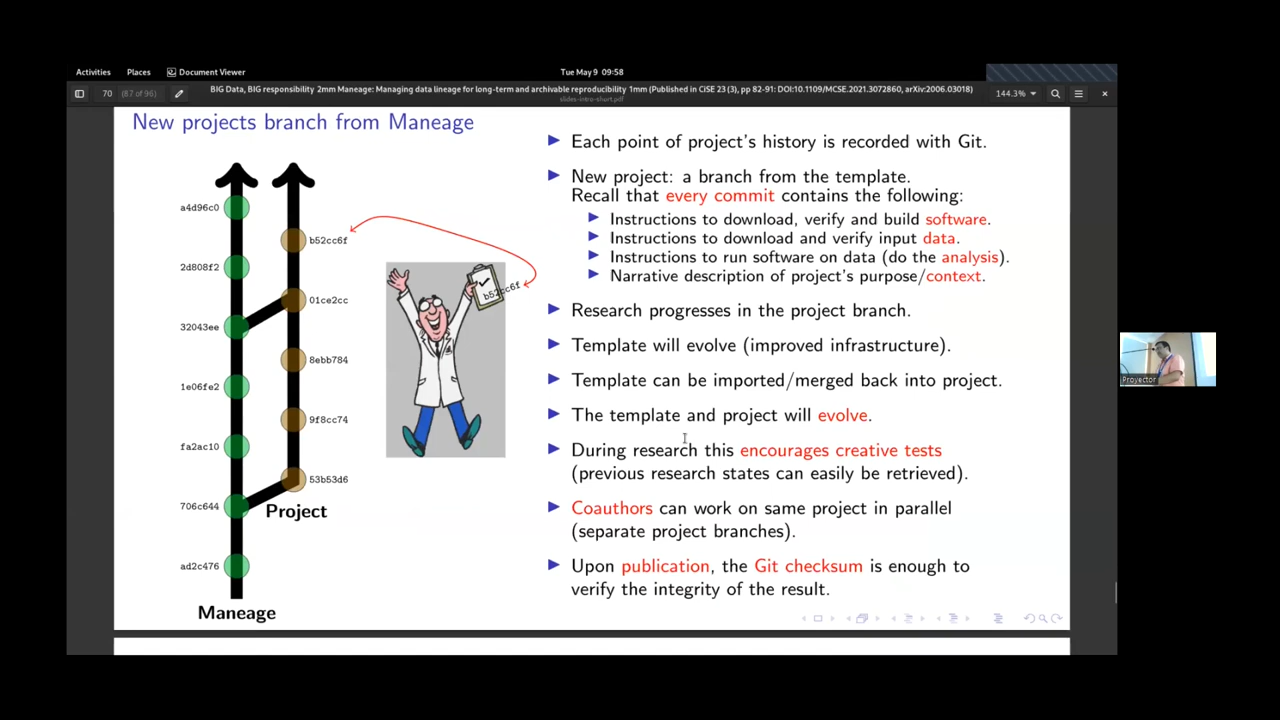 Activities Places Document Viewer Tue May 9 09:58
70 (87 of 96) BIG Data, BIG responsibility 2mm Maneage: Managing data lineage for long-term and archivable reproducibility 1mm (Published in CiSE 23 (3), pp 82-91: DOI:10.1109/MCSE.2021.3072860, arXiv:2006.03018) 144.3%
slides-intro-short.pdf
New projects branch from Maneage
a4d96c0
b52cc6f
2d808f2
01ce2cc
32043ee
8ebb784
1e06fe2
9f8cc74
fa2ac10
53b53d6
706c644
Project
ad2c476
Maneage
b52cc6f
Each point of project's history is recorded with Git.
New project: a branch from the template.
Recall that every commit contains the following:
Instructions to download, verify and build software.
Instructions to download and verify input data.
Instructions to run software on data (do the analysis).
Narrative description of project's purpose/context.
Research progresses in the project branch.
Template will evolve (improved infrastructure).
Template can be imported/merged back into project.
The template and project will evolve.
During research this encourages creative tests
(previous research states can easily be retrieved).
Coauthors can work on same project in parallel
(separate project branches).
Upon publication, the Git checksum is enough to
verify the integrity of the result.
Proyector